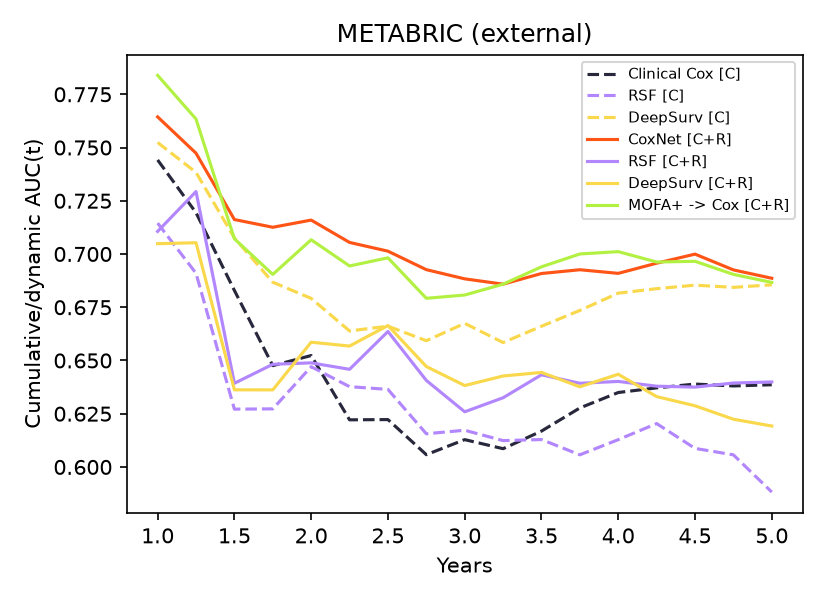 METABRIC (external)
Cumulative/dynamic AUC(t)
0.775
0.750
0.725
0.700
0.675
0.650
0.625
0.600
Clinical Cox [C]
RSF [C]
DeepSurv [C]
CoxNet [C+R]
RSF [C+R]
DeepSurv [C+R]
MOFA+ -> Cox [C+R]
1.0 1.5 2.0 2.5 3.0 3.5 4.0 4.5 5.0
Years